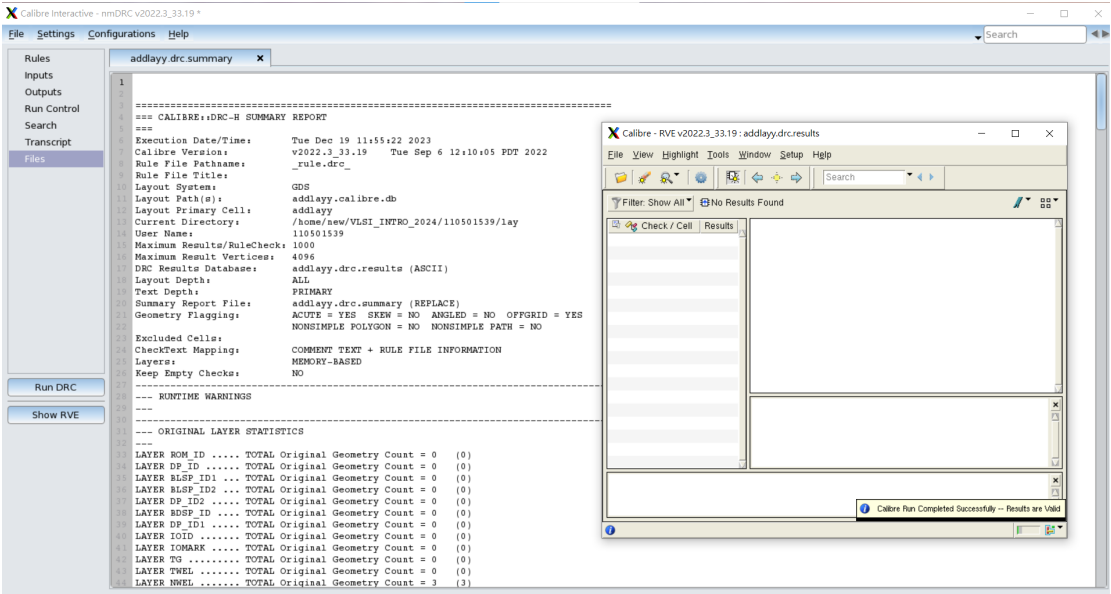 Calibre Interactive - nmDRC v2022.3_33.19 *
File Settings Configurations Help
Search
Rules
Inputs
Outputs
Run Control
Search
Transcript
Files
Run DRC
Show RVE
addlayy.drc.summary ×
1
2
3 ==================================================================================
4 === CALIBRE::DRC-H SUMMARY REPORT
5 ===
6 Execution Date/Time: Tue Dec 19 11:55:22 2023
7 Calibre Version: v2022.3_33.19 Tue Sep 6 12:10:05 PDT 2022
8 Rule File Pathname: _rule.drc_
9 Rule File Title:
10 Layout System: GDS
11 Layout Path(s): addlayy.calibre.db
12 Layout Primary Cell: addlayy
13 Current Directory: /home/new/VLSI_INTRO_2024/110501539/lay
14 User Name: 110501539
15 Maximum Results/RuleCheck: 1000
16 Maximum Result Vertices: 4096
17 DRC Results Database: addlayy.drc.results (ASCII)
18 Layout Depth: ALL
19 Text Depth: PRIMARY
20 Summary Report File: addlayy.drc.summary (REPLACE)
21 Geometry Flagging: ACUTE = YES SKEW = NO ANGLED = NO OFFGRID = YES
22 NONSIMPLE POLYGON = NO NONSIMPLE PATH = NO
23 Excluded Cells:
24 CheckText Mapping: COMMENT TEXT + RULE FILE INFORMATION
25 Layers: MEMORY-BASED
26 Keep Empty Checks: NO
27 ----------------------------------------------------------------------------------
28 --- RUNTIME WARNINGS
29 ---
30 ----------------------------------------------------------------------------------
31 --- ORIGINAL LAYER STATISTICS
32 ---
33 LAYER ROM_ID ..... TOTAL Original Geometry Count = 0 (0)
34 LAYER DP_ID ...... TOTAL Original Geometry Count = 0 (0)
35 LAYER BLSP_ID1 ... TOTAL Original Geometry Count = 0 (0)
36 LAYER BLSP_ID2 ... TOTAL Original Geometry Count = 0 (0)
37 LAYER DP_ID2 ..... TOTAL Original Geometry Count = 0 (0)
38 LAYER BDSP_ID .... TOTAL Original Geometry Count = 0 (0)
39 LAYER DP_ID1 ..... TOTAL Original Geometry Count = 0 (0)
40 LAYER IOID ....... TOTAL Original Geometry Count = 0 (0)
41 LAYER IOMARK ..... TOTAL Original Geometry Count = 0 (0)
42 LAYER TG ......... TOTAL Original Geometry Count = 0 (0)
43 LAYER TWEL ....... TOTAL Original Geometry Count = 0 (0)
44 LAYER NWEL ....... TOTAL Original Geometry Count = 3 (3)
Calibre - RVE v2022.3_33.19 : addlayy.drc.results
File View Highlight Tools Window Setup Help
Search
Filter: Show All No Results Found
Check / Cell Results
Calibre Run Completed Successfully -- Results are Valid